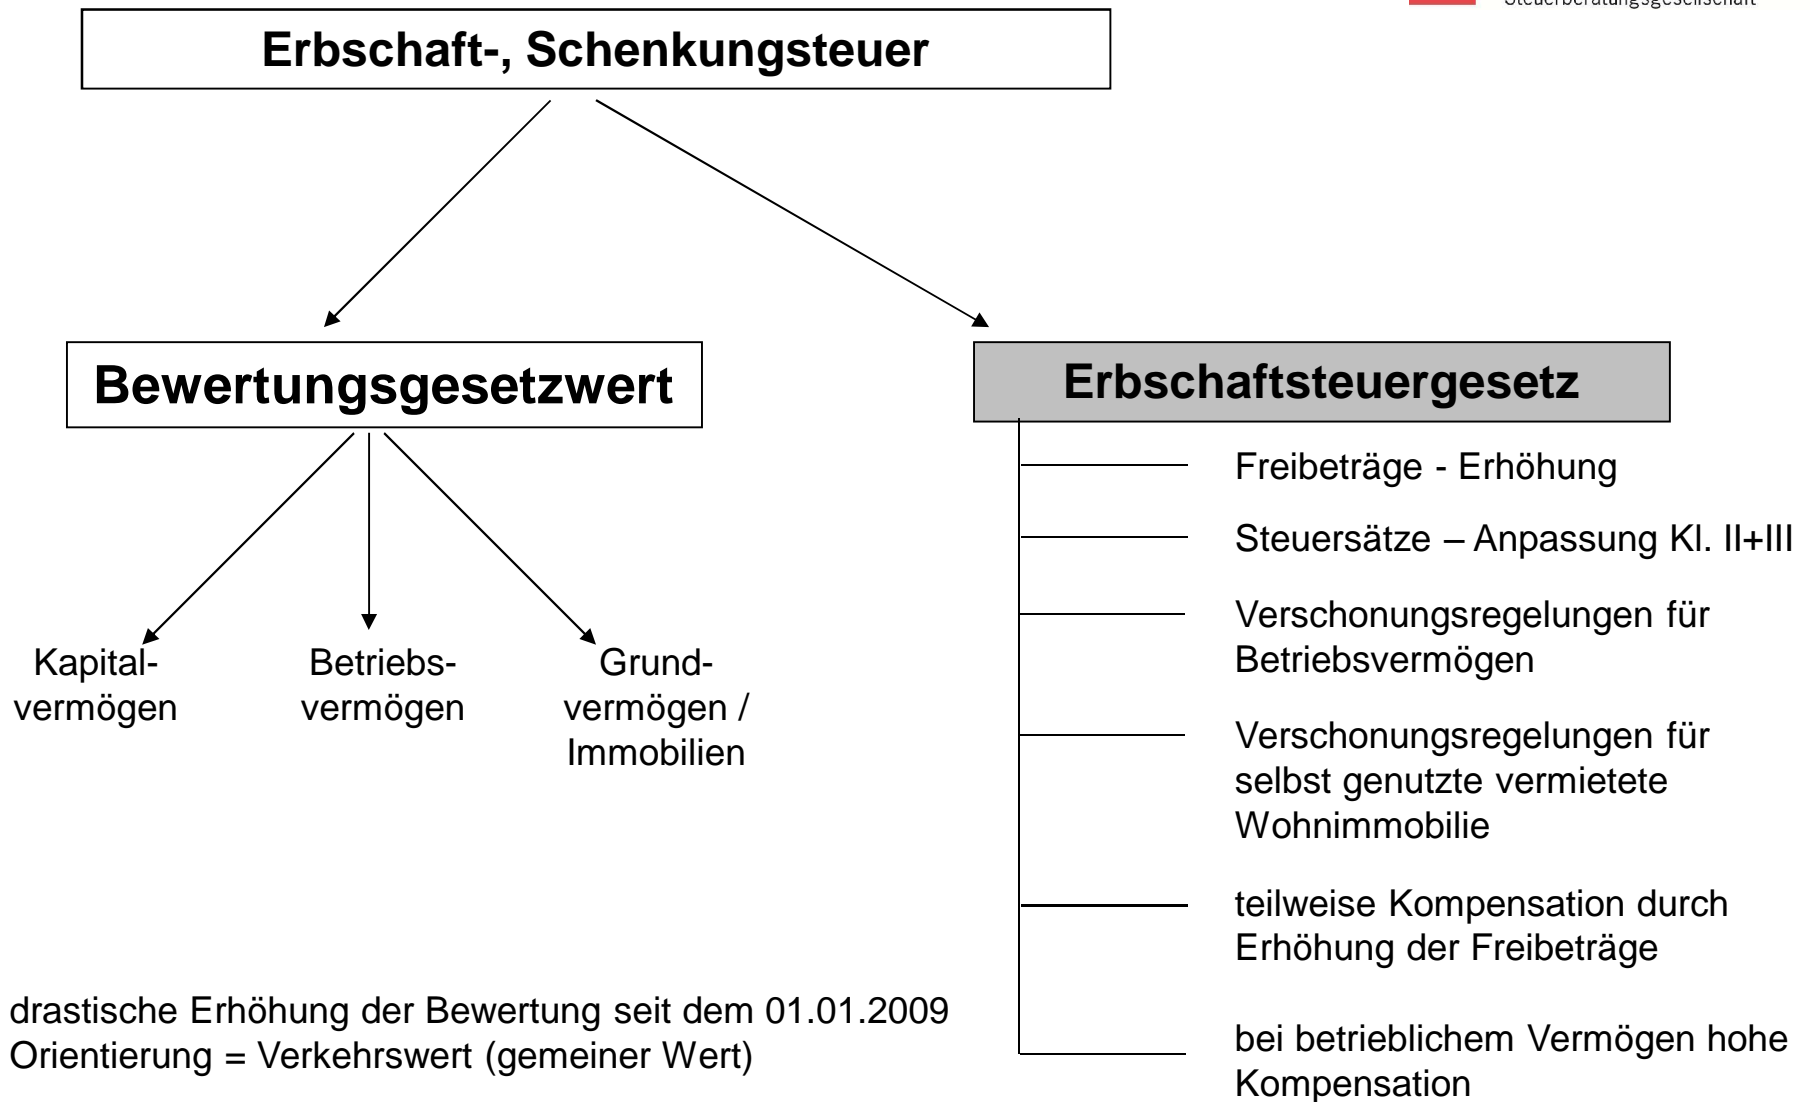 Steuerberatungsgesellschaft
Erbschaft-, Schenkungsteuer
Bewertungsgesetzwert
Kapital-
vermögen
Betriebs-
vermögen
Grund-
vermögen /
Immobilien
drastische Erhöhung der Bewertung seit dem 01.01.2009
Orientierung = Verkehrswert (gemeiner Wert)
Erbschaftsteuergesetz
Freibeträge - Erhöhung
Steuersätze – Anpassung Kl. II+III
Verschonungsregelungen für
Betriebsvermögen
Verschonungsregelungen für
selbst genutzte vermietete
Wohnimmobilie
teilweise Kompensation durch
Erhöhung der Freibeträge
bei betrieblichem Vermögen hohe
Kompensation